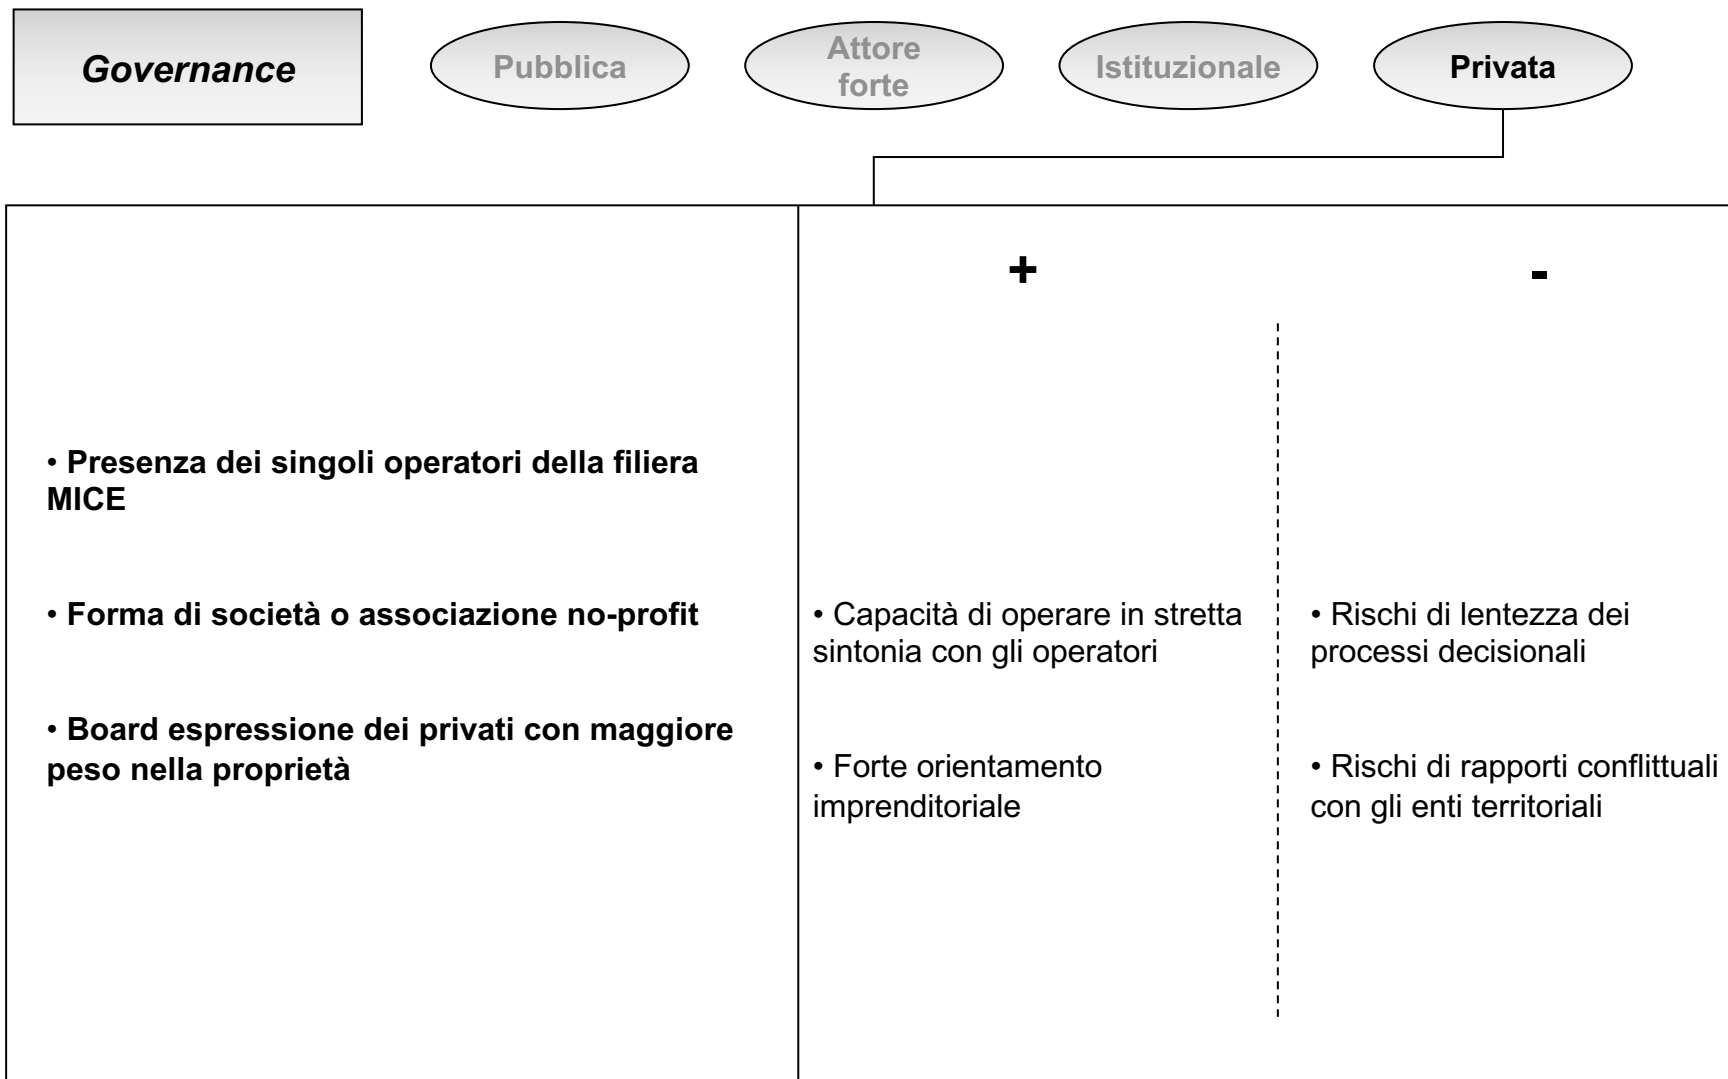 Governance
Pubblica
Attore
forte
Istituzionale
Privata
• Presenza dei singoli operatori della filiera
MICE
• Forma di società o associazione no-profit
• Board espressione dei privati con maggiore
peso nella proprietà
+
• Capacità di operare in stretta
sintonia con gli operatori
• Forte orientamento
imprenditoriale
-
• Rischi di lentezza dei
processi decisionali
• Rischi di rapporti conflittuali
con gli enti territoriali